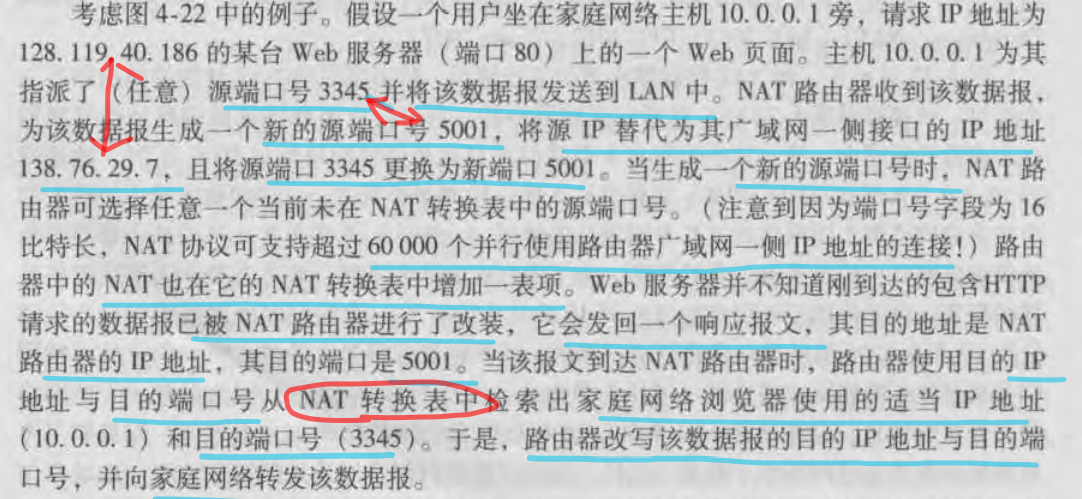 考虑图 4-22 中的例子。假设一个用户坐在家庭网络主机 10.0.0.1 旁，请求 IP 地址为
128.119.40.186 的某台 Web 服务器（端口 80）上的一个 Web 页面。主机 10.0.0.1 为其
指派了（任意）源端口号 3345 并将该数据报发送到 LAN 中。NAT 路由器收到该数据报，
为该数据报生成一个新的源端口号 5001，将源 IP 替代为其广域网一侧接口的 IP 地址
138.76.29.7，且将源端口 3345 更换为新端口 5001。当生成一个新的源端口号时，NAT 路
由器可选择任意一个当前未在 NAT 转换表中的源端口号。（注意到因为端口号字段为 16
比特长，NAT 协议可支持超过 60 000 个并行使用路由器广域网一侧 IP 地址的连接！）路由
器中的 NAT 也在它的 NAT 转换表中增加一表项。Web 服务器并不知道刚到达的包含HTTP
请求的数据报已被 NAT 路由器进行了改装，它会发回一个响应报文，其目的地址是 NAT
路由器的 IP 地址，其目的端口是 5001。当该报文到达 NAT 路由器时，路由器使用目的 IP
地址与目的端口号从 NAT 转换表中检索出家庭网络浏览器使用的适当 IP 地址
(10.0.0.1) 和目的端口号 (3345)。于是，路由器改写该数据报的目的 IP 地址与目的端
口号，并向家庭网络转发该数据报。